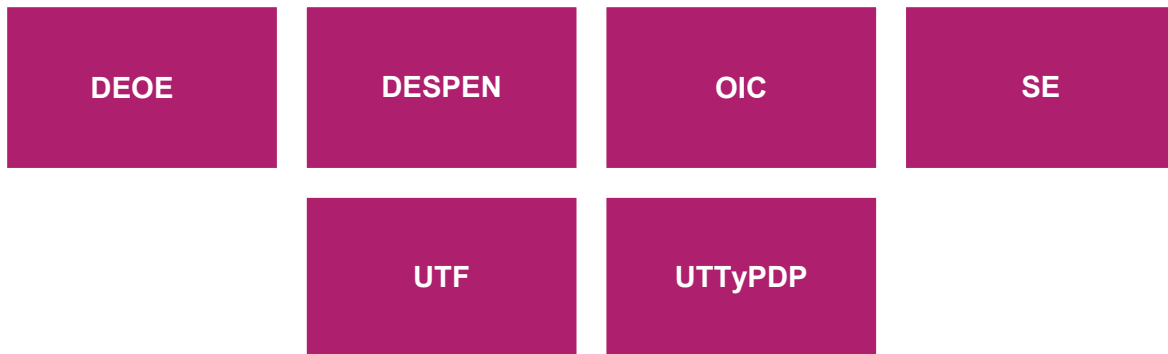 DEOE
DESPEN
OIC
SE
UTF
UTTyPDP